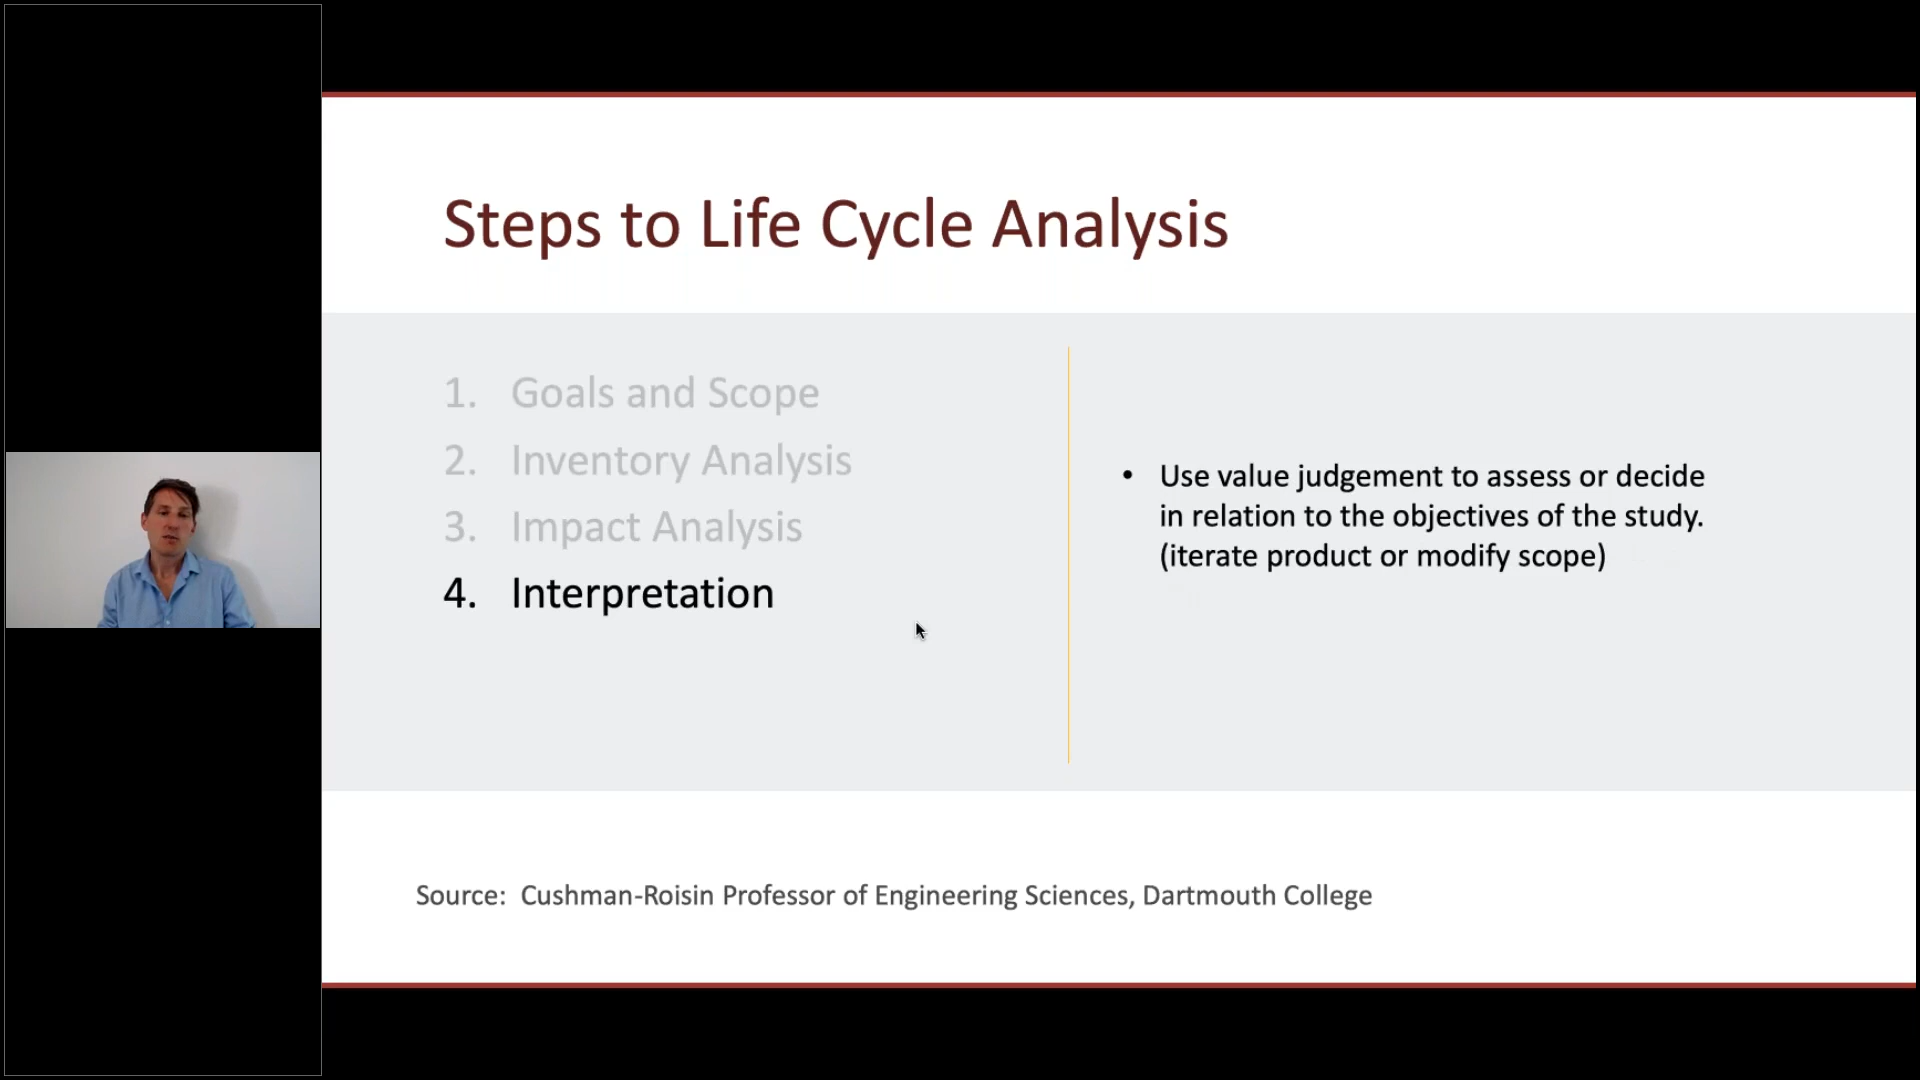 Steps to Life Cycle Analysis
1. Goals and Scope
2. Inventory Analysis
3. Impact Analysis
4. Interpretation
• Use value judgement to assess or decide
in relation to the objectives of the study.
(iterate product or modify scope)
Source: Cushman-Roisin Professor of Engineering Sciences, Dartmouth College